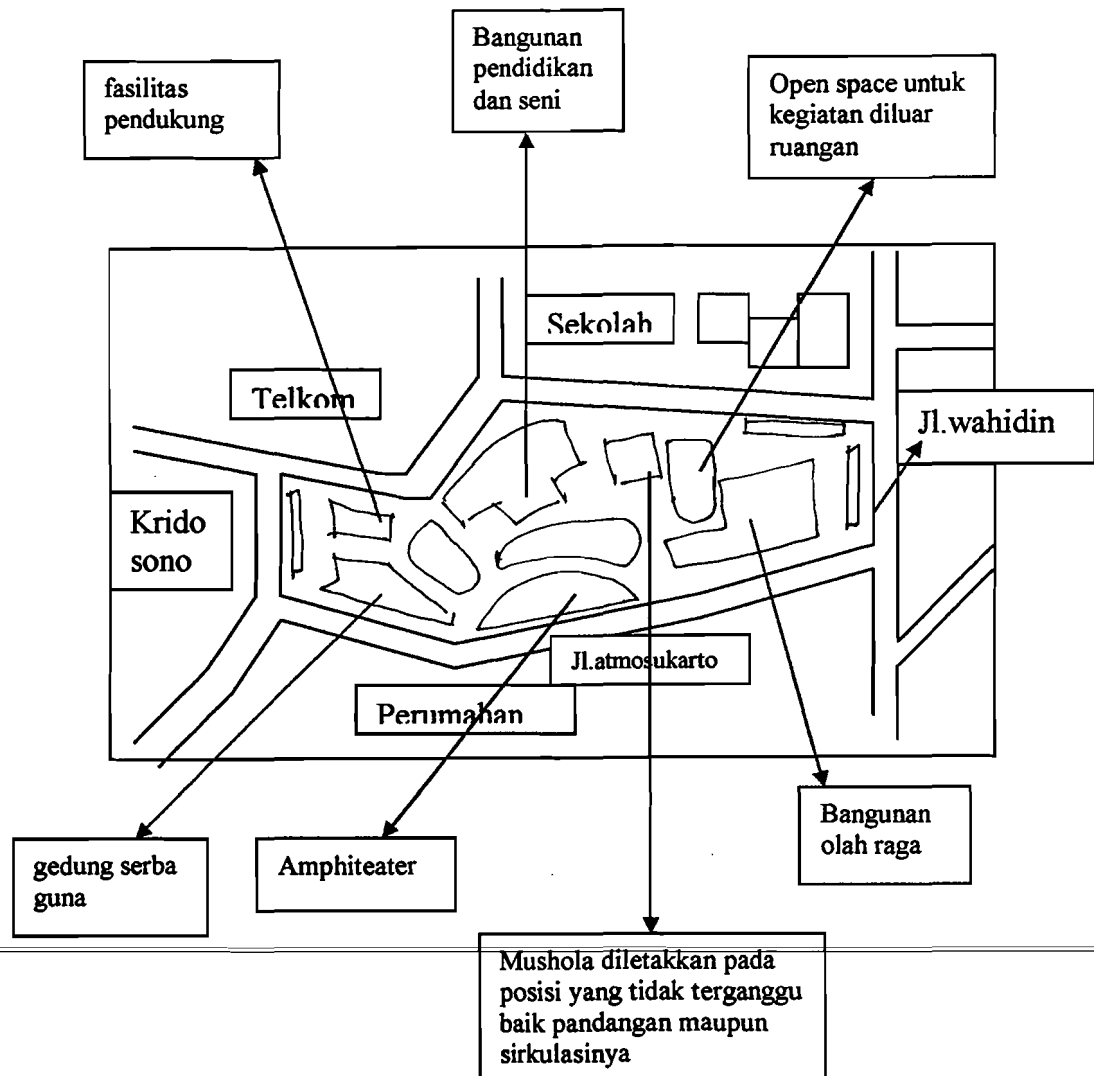 Bangunan
pendidikan
dan seni
fasilitas
pendukung
Open space untuk
kegiatan diluar
ruangan
Sekolah
Telkom
Jl.wahidin
Krido
sono
Jl.atmosukarto
Perumahan
Bangunan
olah raga
gedung serba
guna
Amphiteater
Mushola diletakkan pada
posisi yang tidak terganggu
baik pandangan maupun
sirkulasinya